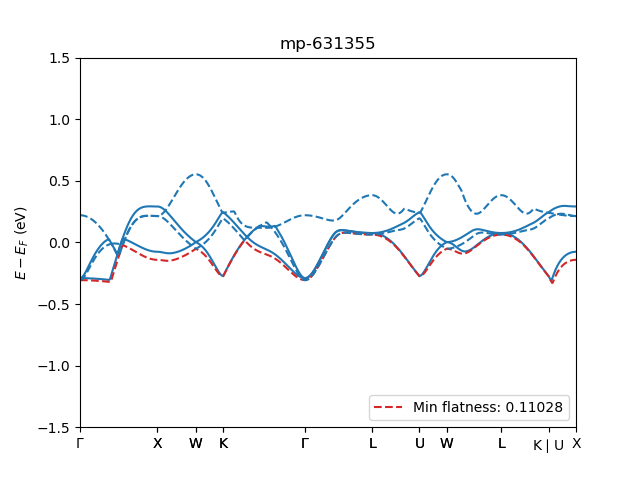 mp-631355
1.5
1.0
0.5
0.0
−0.5
−1.0
−1.5
E − E_F (eV)
Min flatness: 0.11028
Γ X W K Γ L U W L K | U X